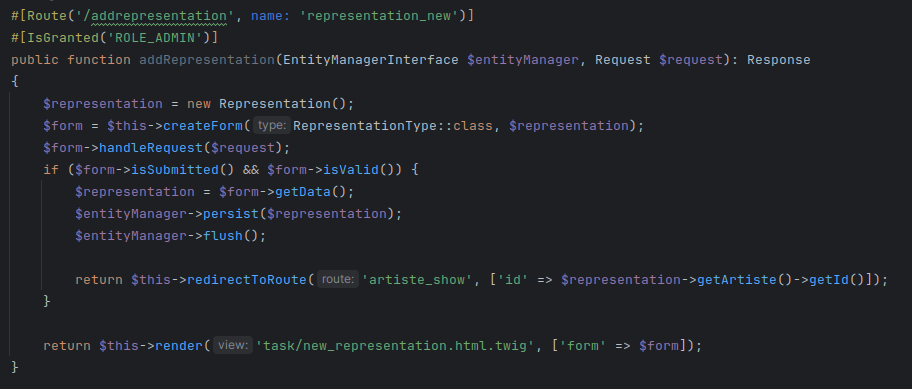 #[Route('/addrepresentation', name: 'representation_new')]
#[IsGranted('ROLE_ADMIN')]
public function addRepresentation(EntityManagerInterface $entityManager, Request $request): Response
{
    $representation = new Representation();
    $form = $this->createForm( type: RepresentationType::class, $representation);
    $form->handleRequest($request);
    if ($form->isSubmitted() && $form->isValid()) {
        $representation = $form->getData();
        $entityManager->persist($representation);
        $entityManager->flush();

        return $this->redirectToRoute( route: 'artiste_show', ['id' => $representation->getArtiste()->getId()]);
    }

    return $this->render( view: 'task/new_representation.html.twig', ['form' => $form]);
}